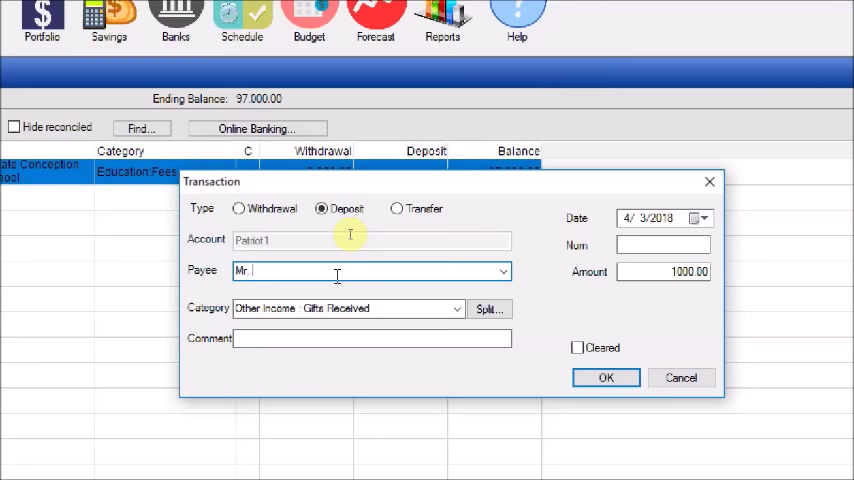 Portfolio Savings Banks Schedule Budget Forecast Reports Help
Ending Balance: 97,000.00
Hide reconciled Find... Online Banking...
Category C Withdrawal Deposit Balance
Education:Fees
Transaction
Type Withdrawal Deposit Transfer
Date 4/ 3/2018
Account Patriot1
Num
Payee Mr.
Amount 1000.00
Category Other Income : Gifts Received Split...
Comment
Cleared
OK Cancel